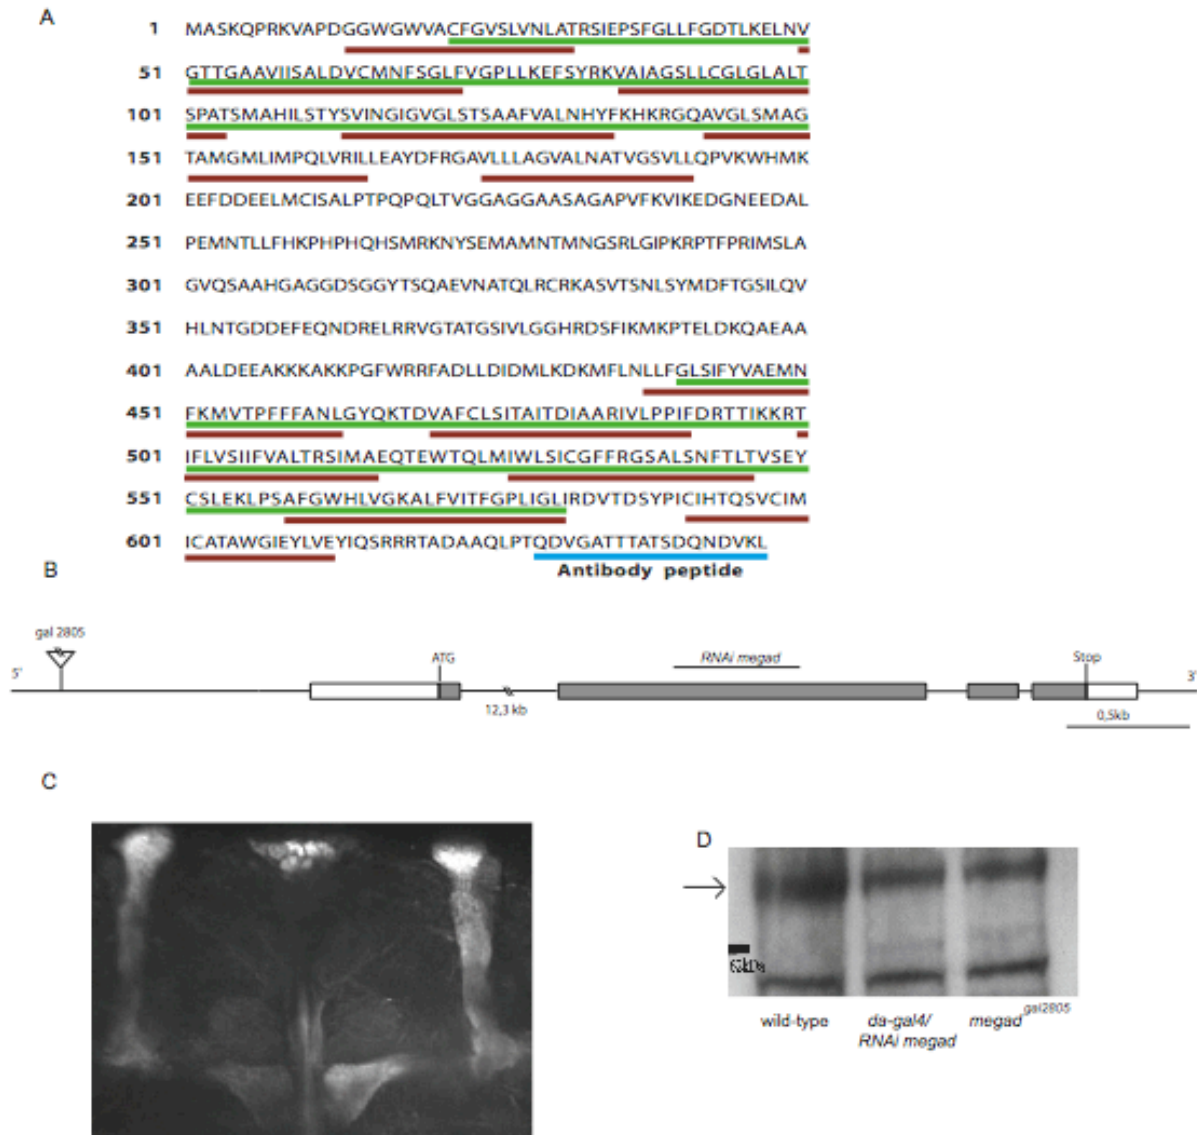 A
1 MASKQPRKVAPDGGWGWVACFGVSLVNLATRSIEPSFGLLFGDTLKELNV
51 GTTGAAVIISALDVCMNFSGLFVGPLLKEFSYRKVAIAGSLLCGLGLALT
101 SPATSMAHILSTYSVINGIGVGLSTSAAFVALNHYFKHKRGQAVGLSMAG
151 TAMGMLIMPQLVRILLEAYDFRGAVLLLAGVALNATVGSVLLQPVKWHMK
201 EEFDDEELMCISALPTPQPQLTVGGAGGAASAGAPVFKVIKEDGNEEDAL
251 PEMNTLLFHKPHPHQHSMRKNYSEMAMNTMNGSRLGIPKRPTFPRIMSLA
301 GVQSAAHGAGGDSGGYTSQAEVNATQLRCRKASVTSNLSYMDFTGSILQV
351 HLNTGDDEFEQNDRELRRVGTATGSIVLGGHRDSFIKMKPTELDKQAEAA
401 AALDEEAKKKAKKPGFWRRFADLLDIDMLKDKMFLNLLFGLSIFYVAEMN
451 FKMVTPFFFANLGYQKTDVAFCLSITAITDIAARIVLPPIFDRTTIKKRT
501 IFLVSIIFVALTRSIMAEQTEWTQLMIWLSICGFFRGSALSNFTLTVSEY
551 CSLEKLPSAFGWHLVGKALFVITFGPLIGLIRDVTDSYPICIHTQSVCIM
601 ICATAWGIEYLVEYIQSRRRTADAAQLPTQDVGATTTATSDQNDVKL
Antibody peptide
B
gal 2805
5'
ATG
RNAi megad
Stop
3'
12,3 kb
0,5kb
C
D
62kDa
wild-type
da-gal4/
RNAi megad
megad gal2805